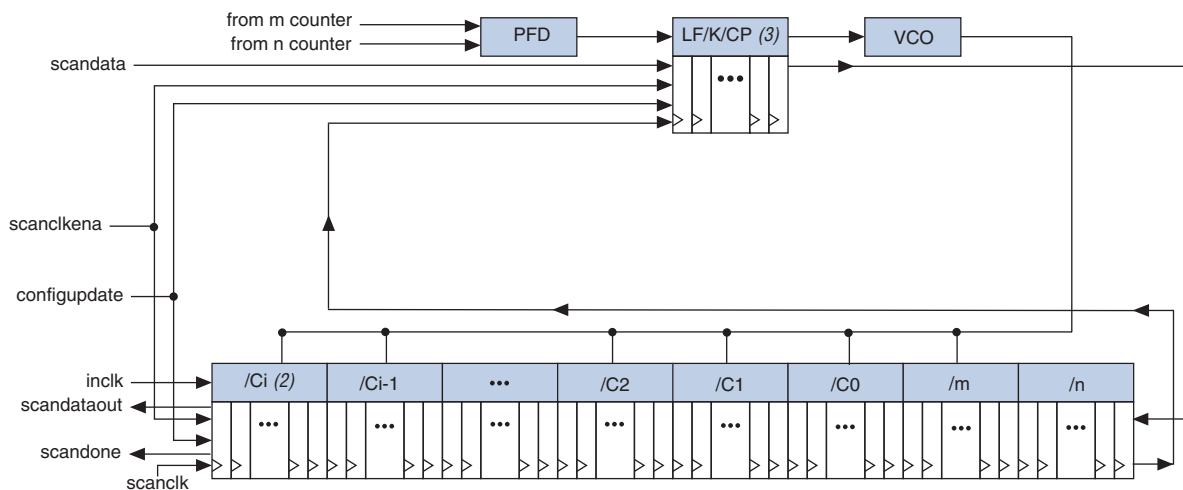 from m counter
from n counter
PFD
LF/K/CP (3)
VCO
scandata
•••
scanclkena
configupdate
inclk
/Ci (2)
/Ci-1
•••
/C2
/C1
/C0
/m
/n
scandataout
••• ••• ••• ••• ••• ••• ••• •••
scandone
scanclk